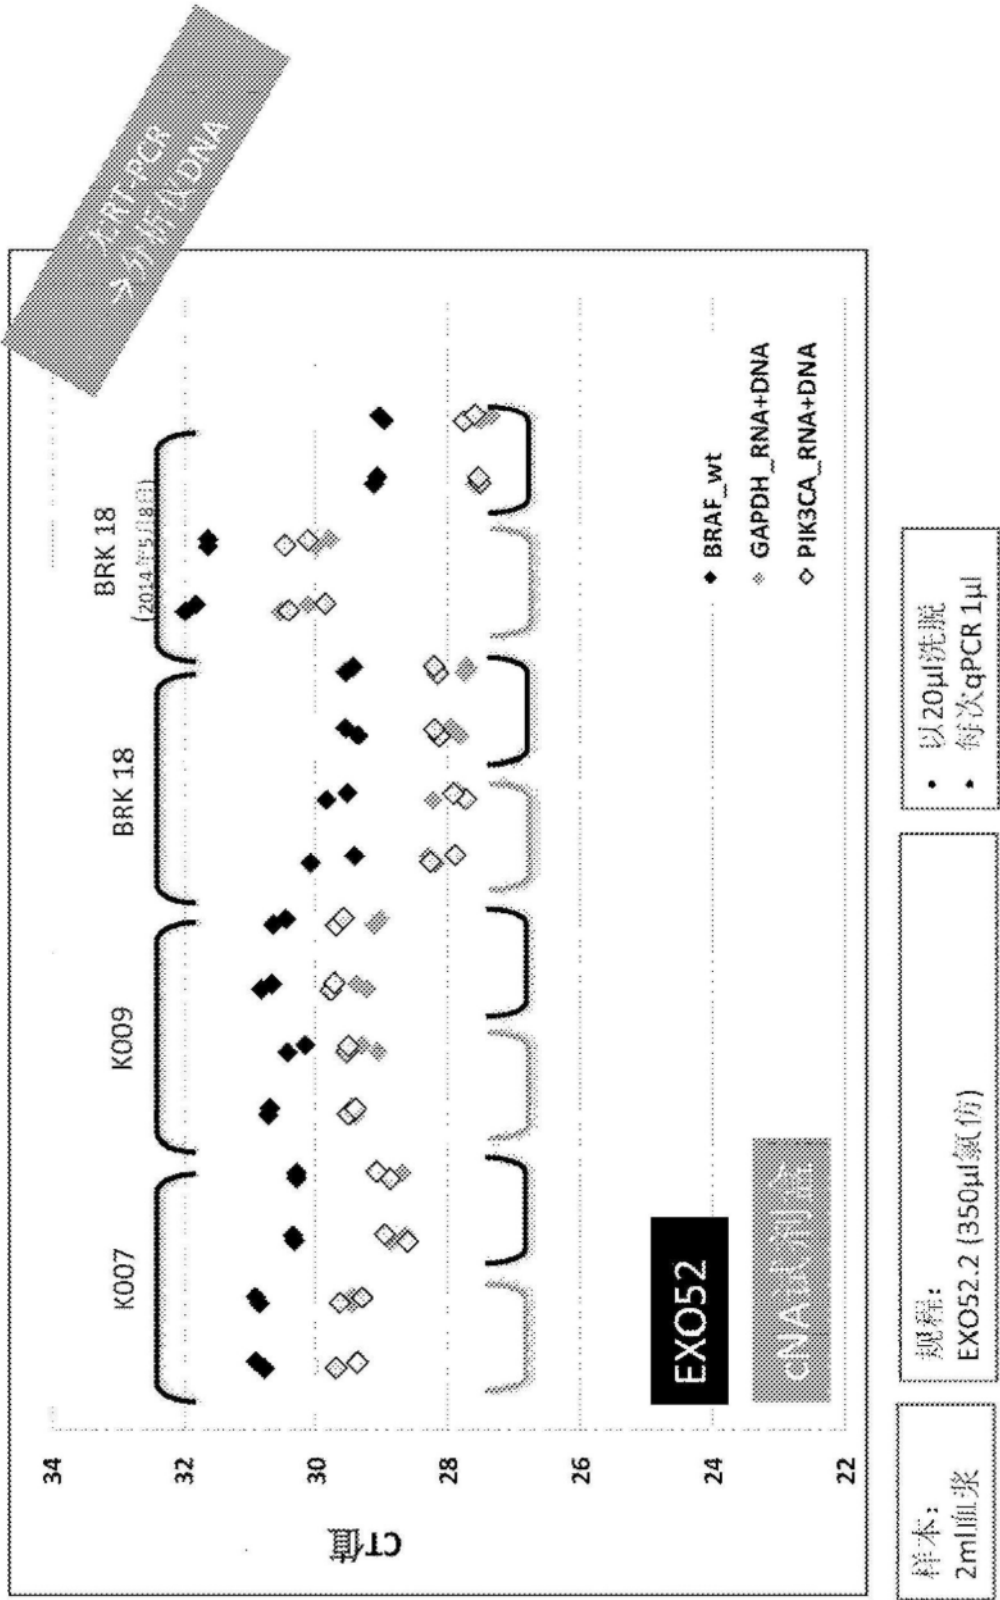 无RT-PCR
→分析仅DNA
K007
K009
BRK 18
BRK 18
(2014年5月8日)
34
32
30
28
26
24
22
CT值
◆ BRAF_wt
◆ GAPDH_RNA+DNA
◇ PIK3CA_RNA+DNA
EXO52
cNA试剂盒
样本：
2ml血浆
规程：
EXO52.2 (350µl氯仿)
• 以20µl洗脱
• 每次qPCR 1µl